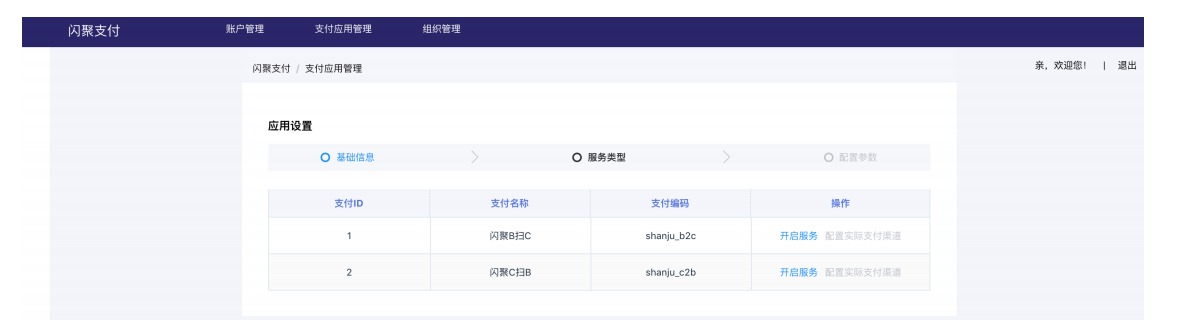 闪聚支付 账户管理 支付应用管理 组织管理
闪聚支付 / 支付应用管理 亲，欢迎您! | 退出
应用设置
基础信息 服务类型 配置参数
支付ID 支付名称 支付编码 操作
1 闪聚B扫C shanju_b2c 开启服务 配置实际支付渠道
2 闪聚C扫B shanju_c2b 开启服务 配置实际支付渠道